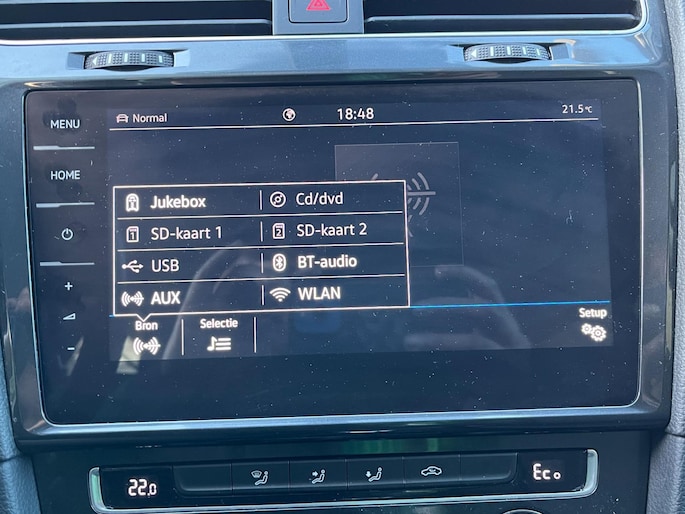 MENU
Normal
18:48
21.5°C
HOME
Jukebox
Cd/dvd
SD-kaart 1
SD-kaart 2
USB
BT-audio
AUX
WLAN
Bron
Selectie
Setup
22.0
Eco